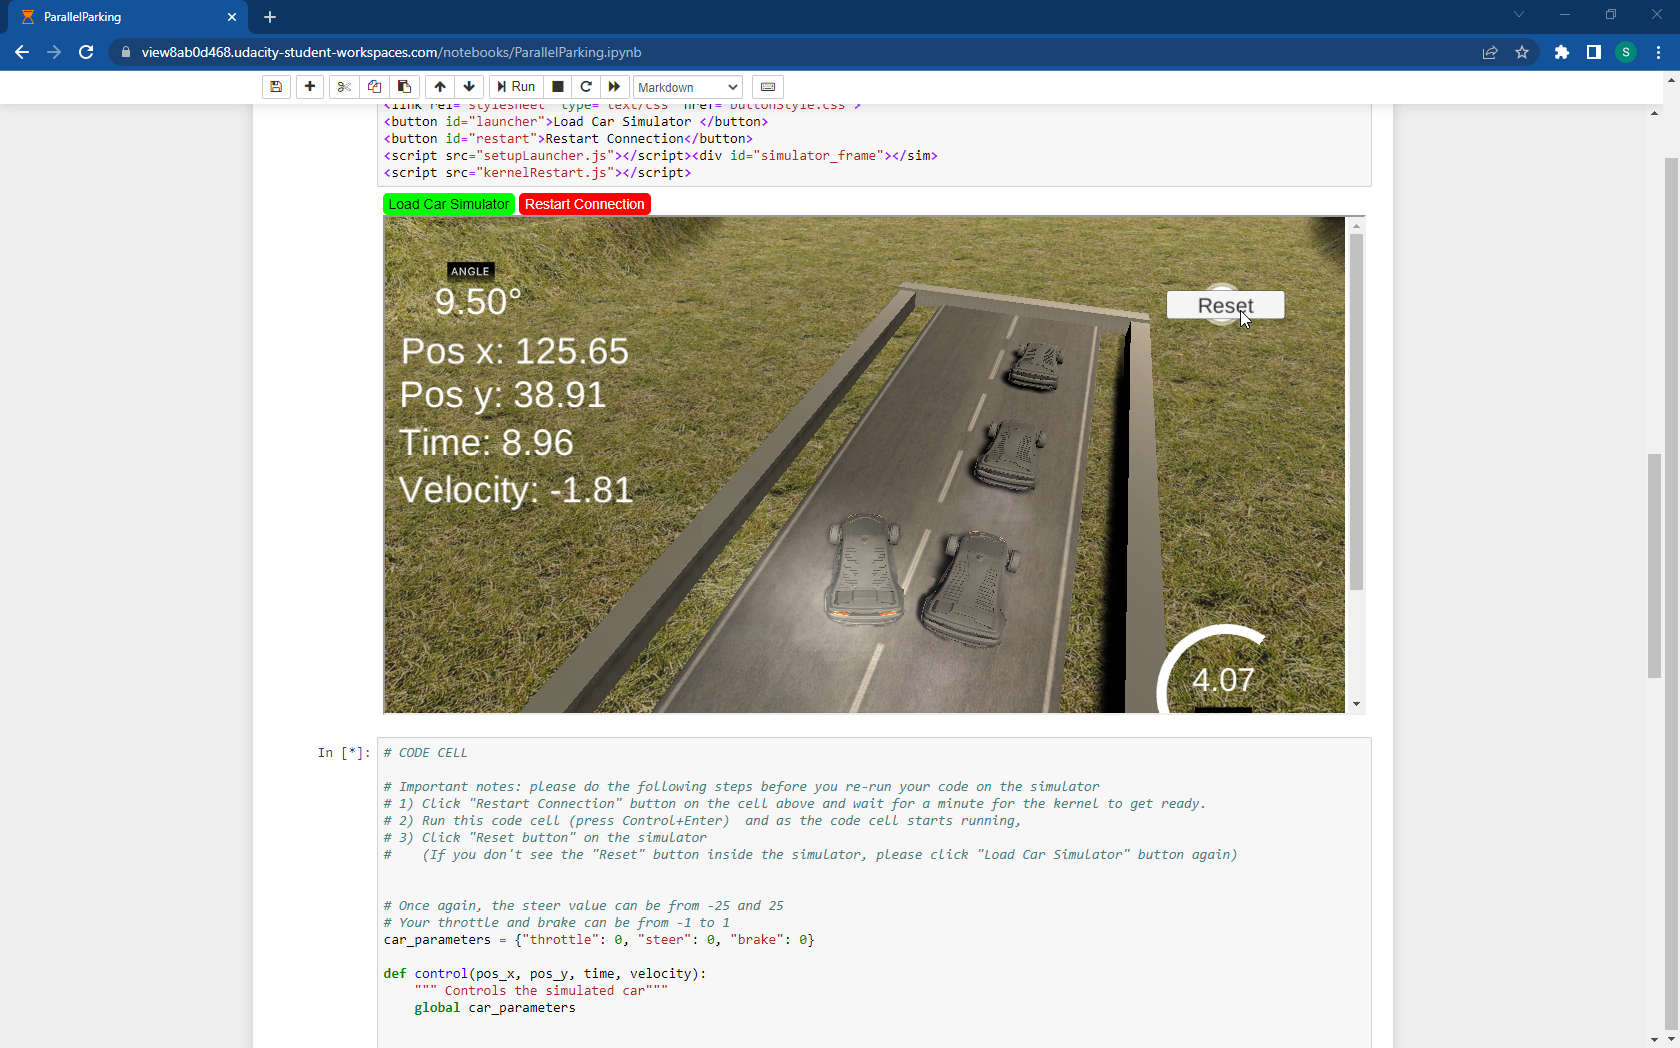 ParallelParking
view8ab0d468.udacity-student-workspaces.com/notebooks/ParallelParking.ipynb
S
Run
Markdown
<link rel="stylesheet" type="text/css" href="buttonStyle.css">
<button id="launcher">Load Car Simulator </button>
<button id="restart">Restart Connection</button>
<script src="setupLauncher.js"></script><div id="simulator_frame"></sim>
<script src="kernelRestart.js"></script>
Load Car Simulator Restart Connection
ANGLE
9.50°
Reset
Pos x: 125.65
Pos y: 38.91
Time: 8.96
Velocity: -1.81
4.07
In [*]:
# CODE CELL
# Important notes: please do the following steps before you re-run your code on the simulator
# 1) Click "Restart Connection" button on the cell above and wait for a minute for the kernel to get ready.
# 2) Run this code cell (press Control+Enter)  and as the code cell starts running,
# 3) Click "Reset button" on the simulator
#    (If you don't see the "Reset" button inside the simulator, please click "Load Car Simulator" button again)
# Once again, the steer value can be from -25 and 25
# Your throttle and brake can be from -1 to 1
car_parameters = {"throttle": 0, "steer": 0, "brake": 0}
def control(pos_x, pos_y, time, velocity):
    """ Controls the simulated car"""
    global car_parameters